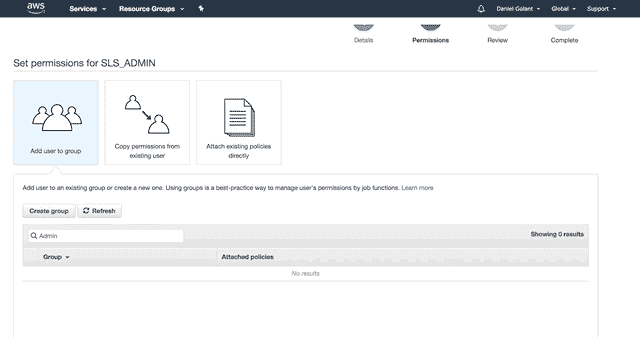 aws Services Resource Groups Daniel Golant Global Support
Details Permissions Review Complete
Set permissions for SLS_ADMIN
Add user to group
Copy permissions from
existing user
Attach existing policies
directly
Add user to an existing group or create a new one. Using groups is a best-practice way to manage user's permissions by job functions. Learn more
Create group Refresh
Admin Showing 0 results
Group Attached policies
No results